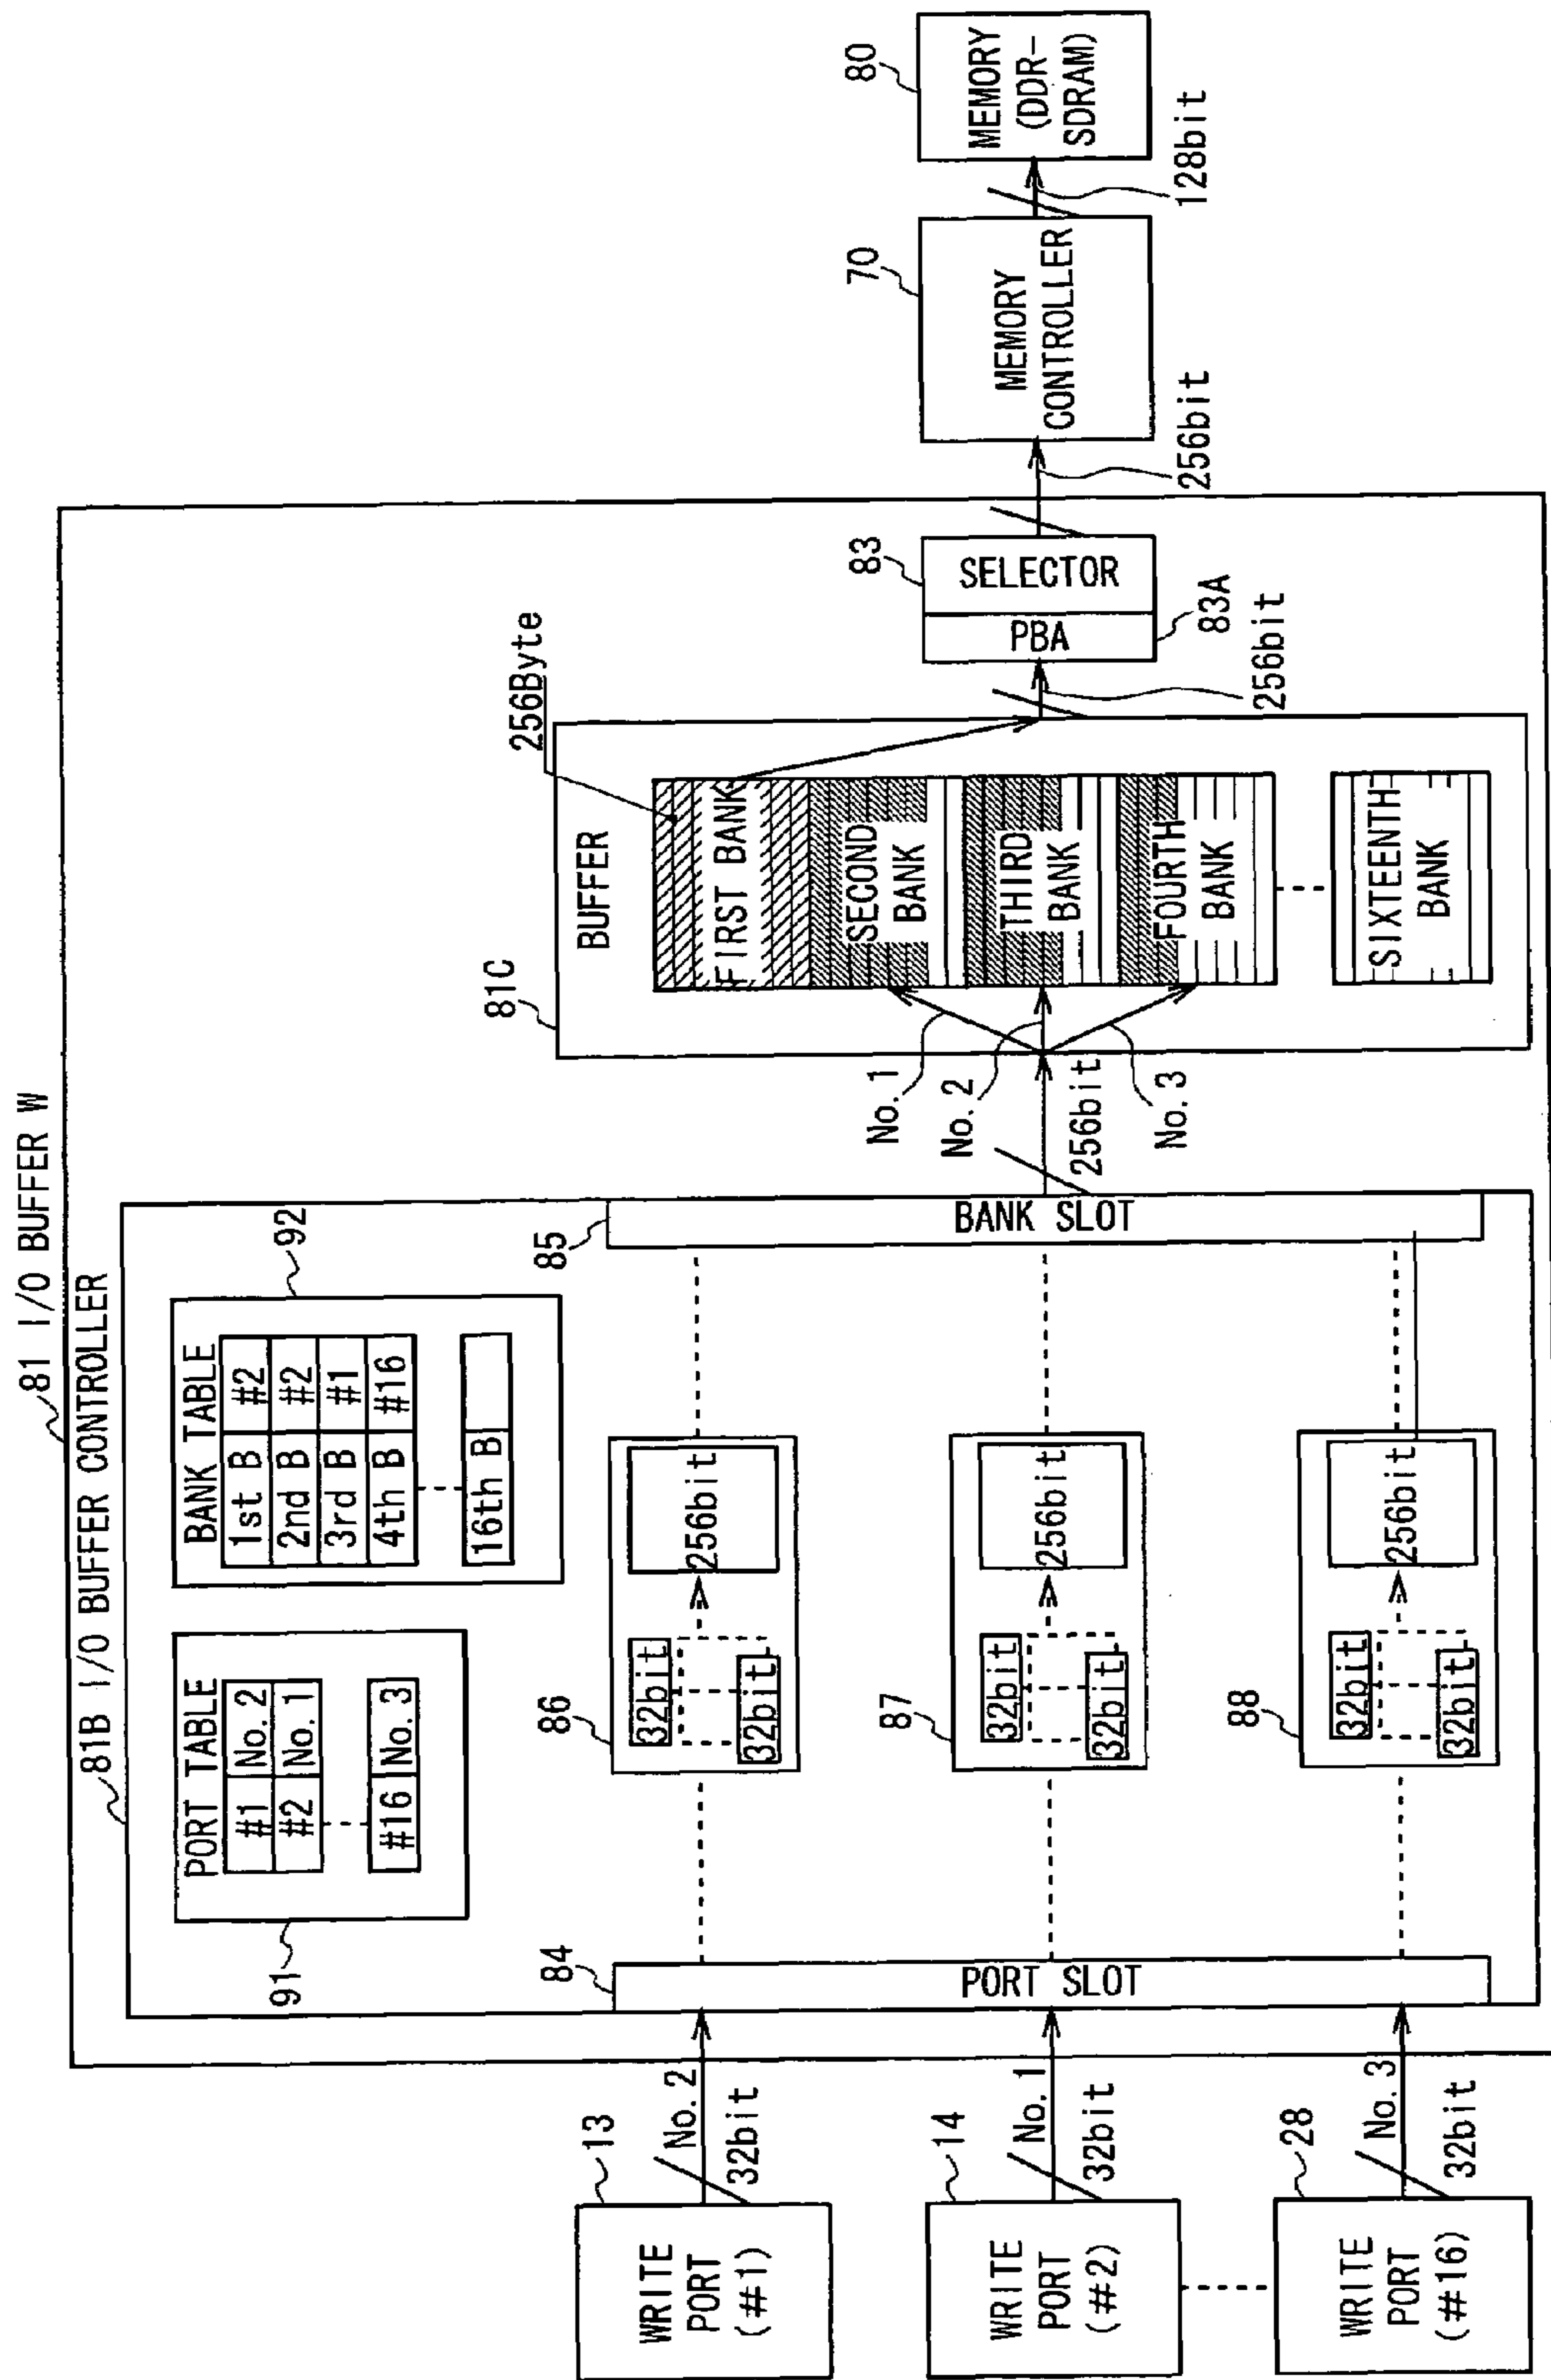 81 I/O BUFFER W
81B I/O BUFFER CONTROLLER
PORT TABLE
#1 No. 2
#2 No. 1
#16 No. 3
91
BANK TABLE
1st B #2
2nd B #2
3rd B #1
4th B #16
16th B
92
13
WRITE
PORT
(#1)
No. 2
32bit
14
WRITE
PORT
(#2)
No. 1
32bit
28
WRITE
PORT
(#16)
No. 3
32bit
84
PORT SLOT
86
32bit
32bit
256bit
87
32bit
32bit
256bit
88
32bit
32bit
256bit
85
BANK SLOT
256bit
No. 1
No. 2
No. 3
81C
BUFFER
256Byte
FIRST BANK
SECOND
BANK
THIRD
BANK
FOURTH
BANK
SIXTEENTH
BANK
256bit
83
PBA
SELECTOR
83A
256bit
70
MEMORY
CONTROLLER
128bit
80
MEMORY
(DDR-
SDRAM)